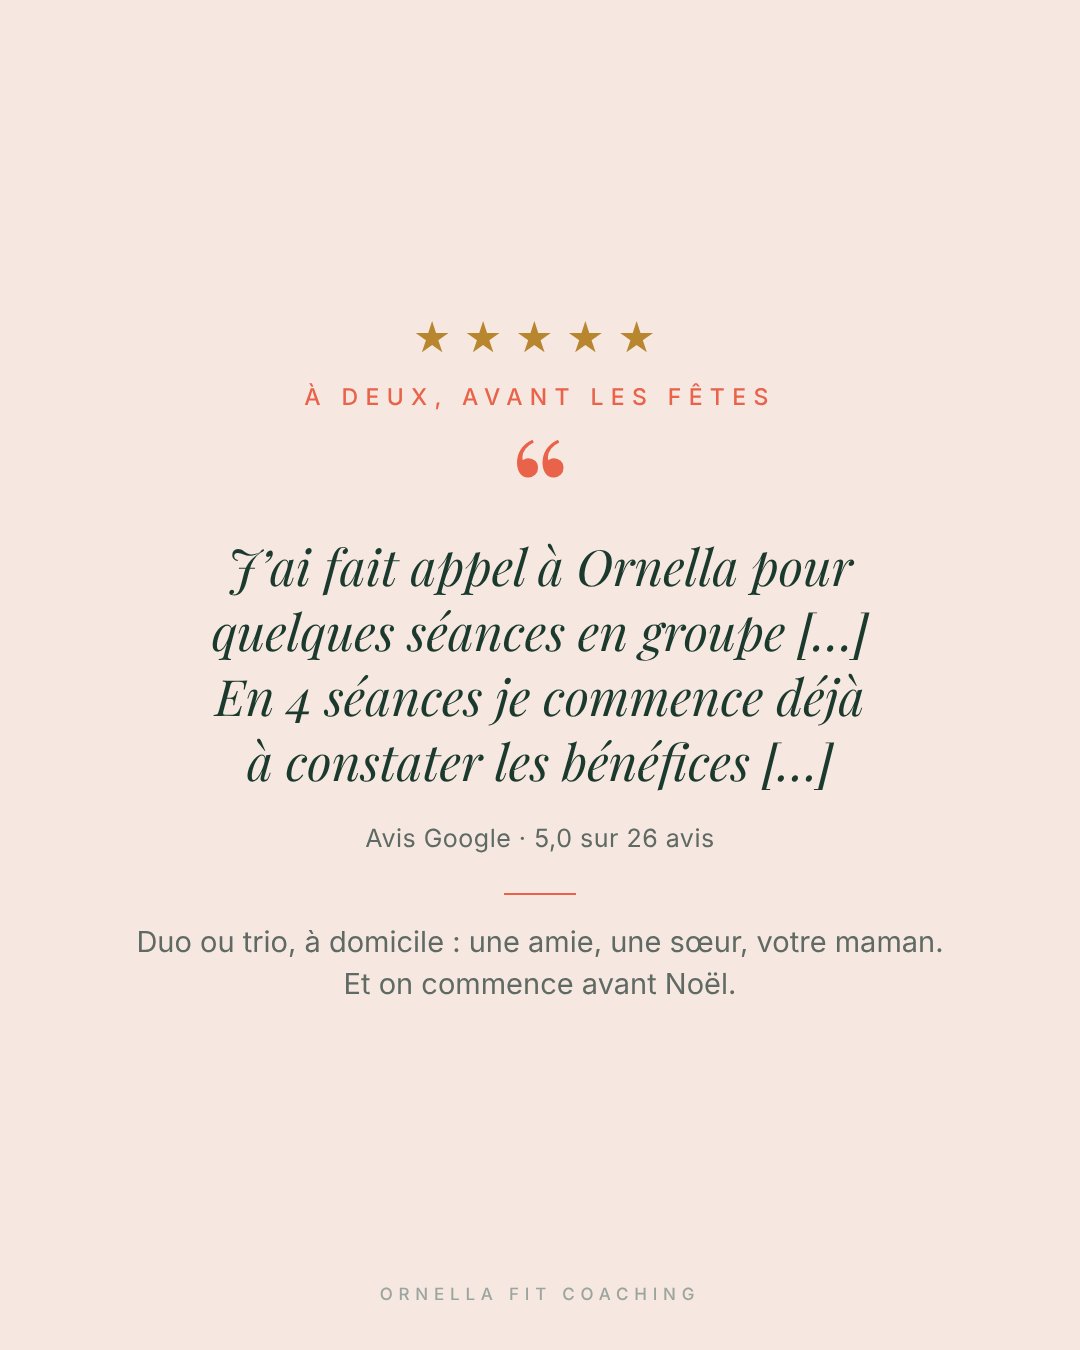 ★ ★ ★ ★ ★
À DEUX, AVANT LES FÊTES
“
J’ai fait appel à Ornella pour
quelques séances en groupe [...]
En 4 séances je commence déjà
à constater les bénéfices [...]
Avis Google · 5,0 sur 26 avis
Duo ou trio, à domicile : une amie, une sœur, votre maman.
Et on commence avant Noël.
ORNELLA FIT COACHING